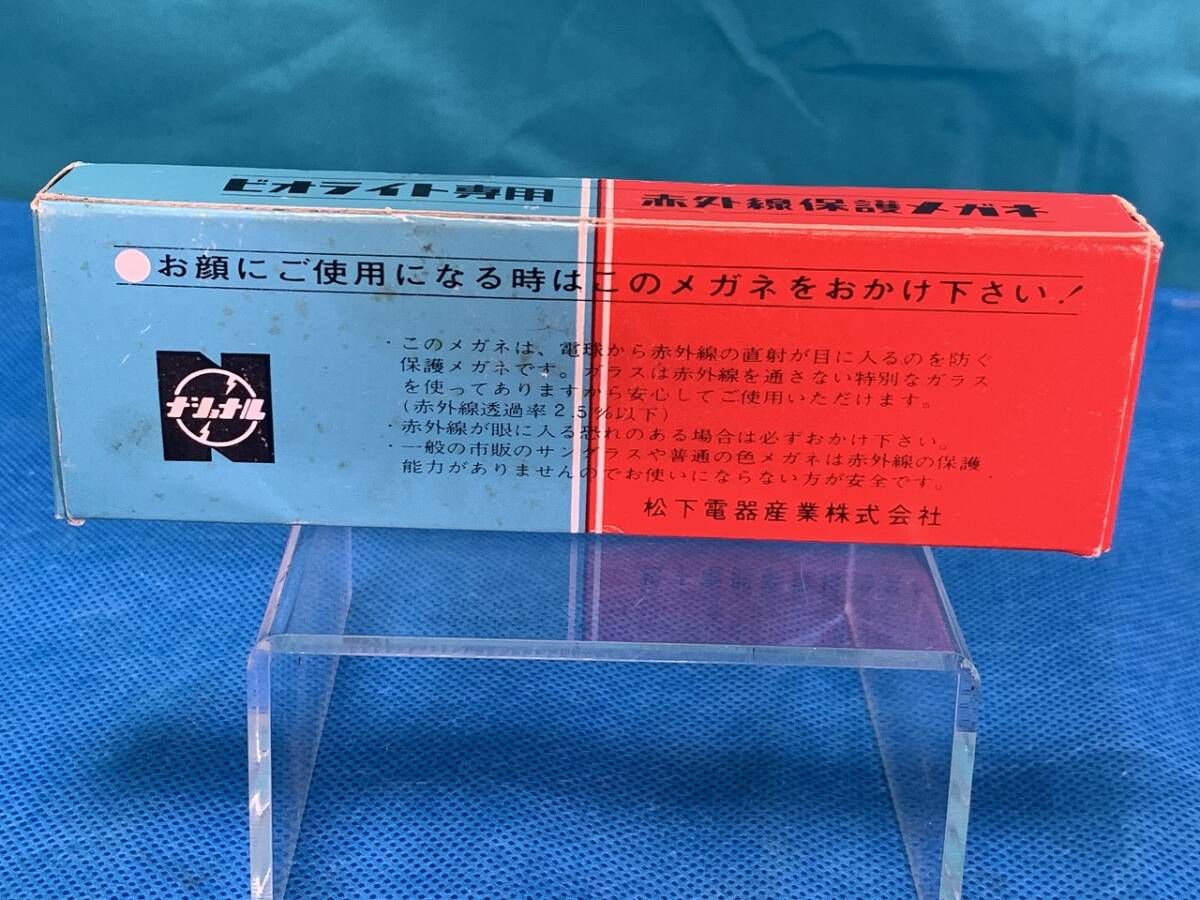 ビオライト専用 赤外線保護メガネ
お顔にご使用になる時はこのメガネをおかけ下さい！
・このメガネは、電球から赤外線の直射が目に入るのを防ぐ
保護メガネです。ガラスは赤外線を通さない特別なガラス
を使ってありますから安心してご使用いただけます。
(赤外線透過率2.5%以下)
・赤外線が眼に入る恐れのある場合は必ずおかけ下さい。
・一般の市販のサングラスや普通の色メガネは赤外線の保護
能力がありませんのでお使いにならない方が安全です。
ナショナル
松下電器産業株式会社